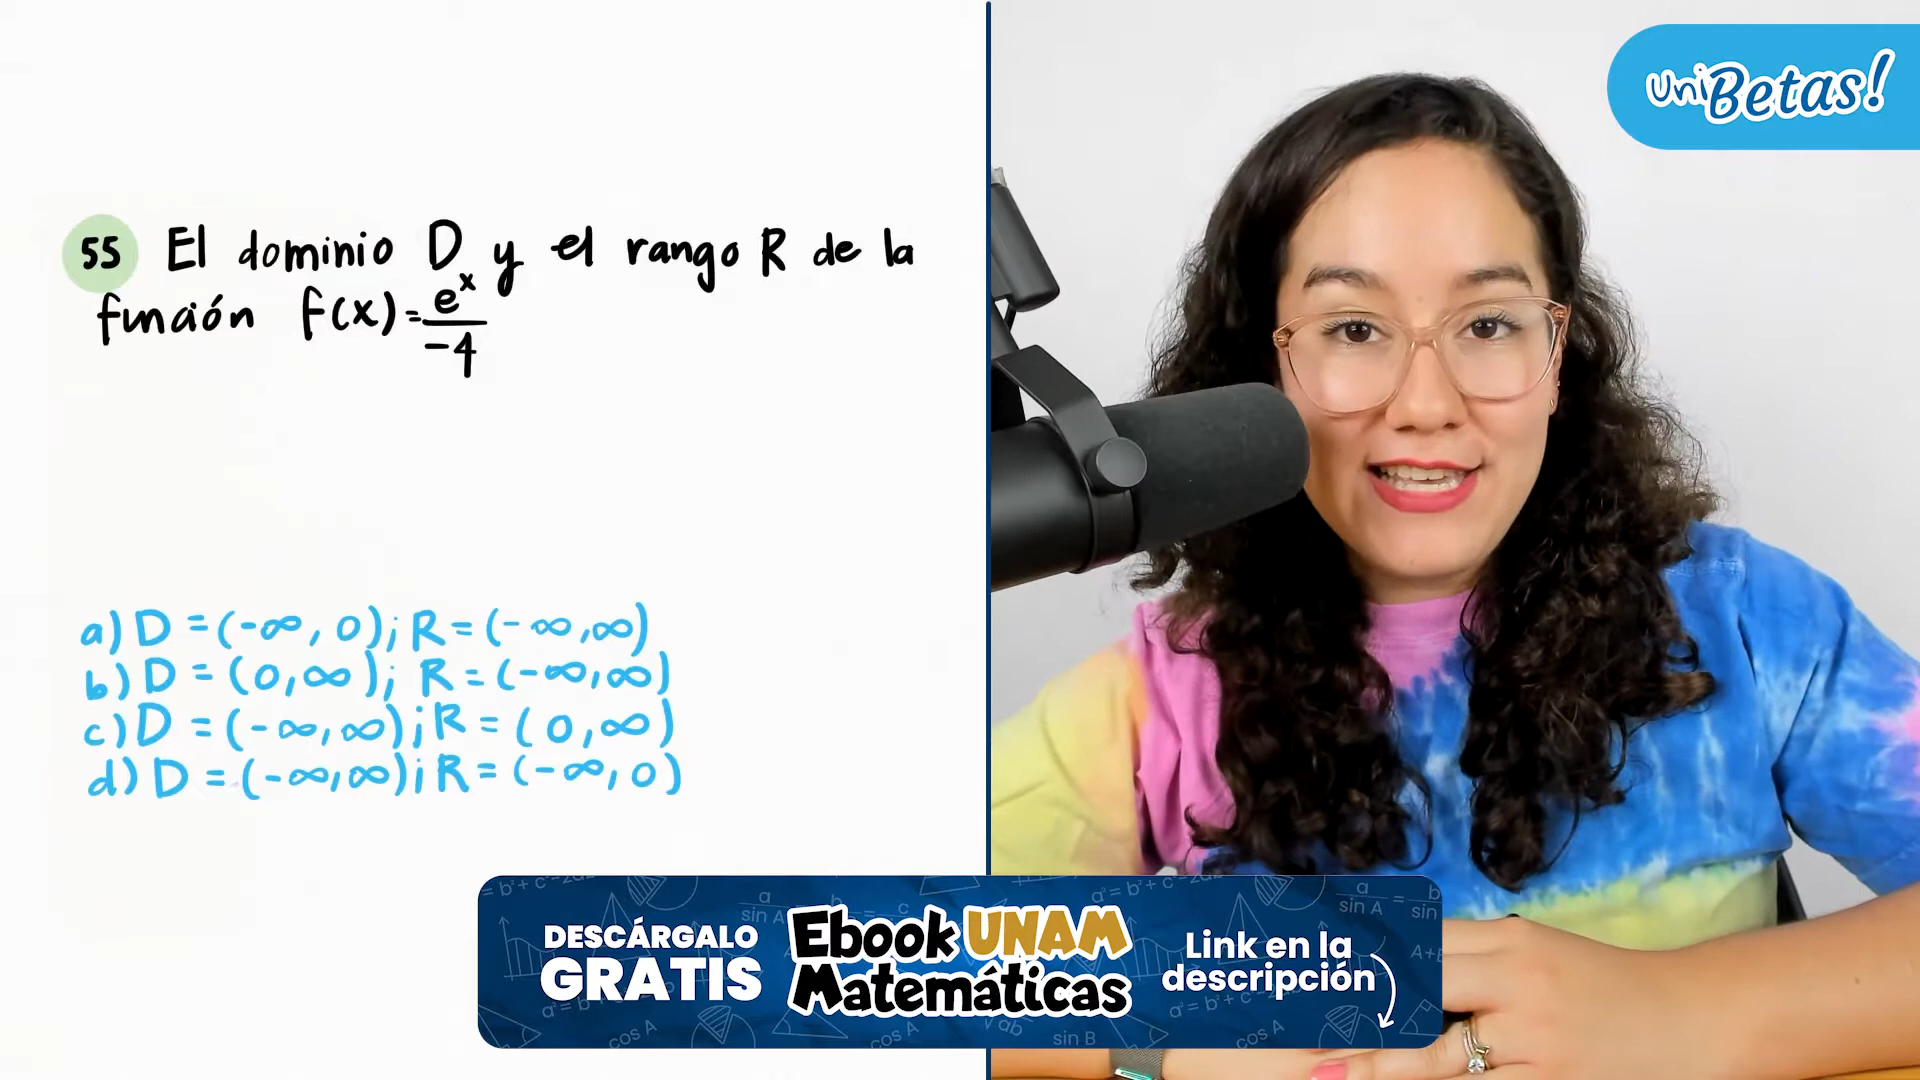 55 El dominio D y el rango R de la
función f(x)=e^x/-4
a) D = (-∞, 0); R = (-∞, ∞)
b) D = (0, ∞); R = (-∞, ∞)
c) D = (-∞, ∞); R = (0, ∞)
d) D = (-∞, ∞); R = (-∞, 0)
UniBetas!
DESCÁRGALO
GRATIS
Ebook UNAM
Matemáticas
Link en la
descripción